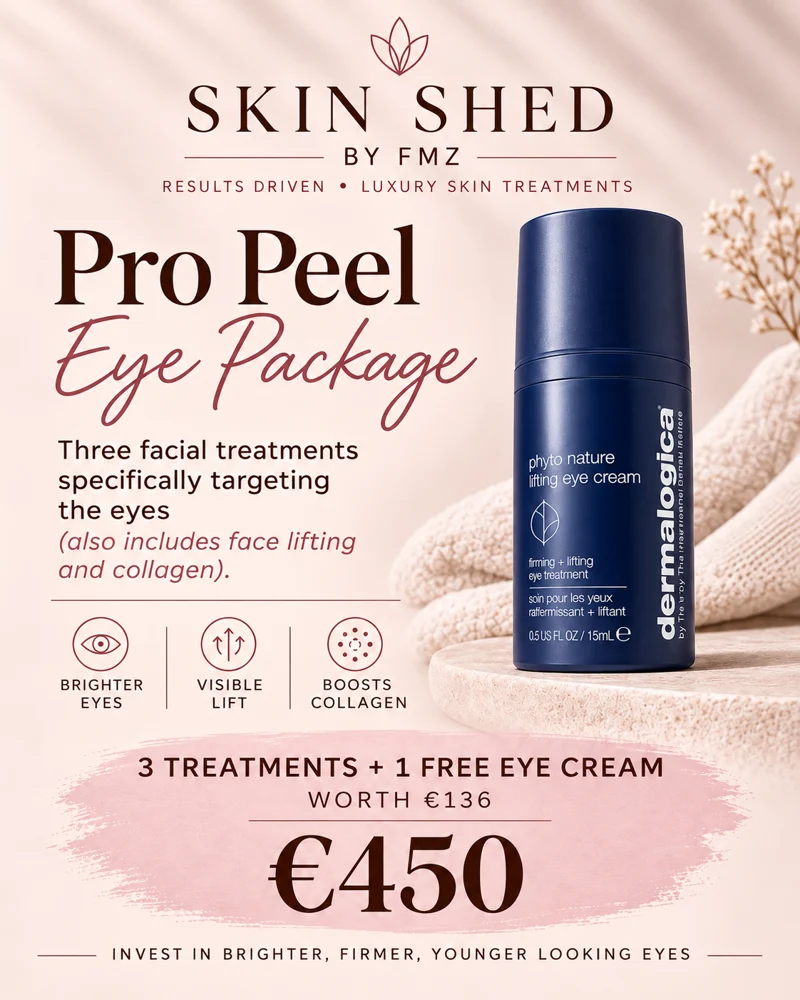 SKIN SHED
BY FMZ
RESULTS DRIVEN • LUXURY SKIN TREATMENTS
Pro Peel
Eye Package
Three facial treatments
specifically targeting
the eyes
(also includes face lifting
and collagen).
BRIGHTER
EYES
VISIBLE
LIFT
BOOSTS
COLLAGEN
phyto nature
lifting eye cream
firming + lifting
eye treatment
soin pour les yeux
raffermissant + liftant
0.5 US FL OZ / 15mL ℮
dermalogica
3 TREATMENTS + 1 FREE EYE CREAM
WORTH €136
€450
INVEST IN BRIGHTER, FIRMER, YOUNGER LOOKING EYES